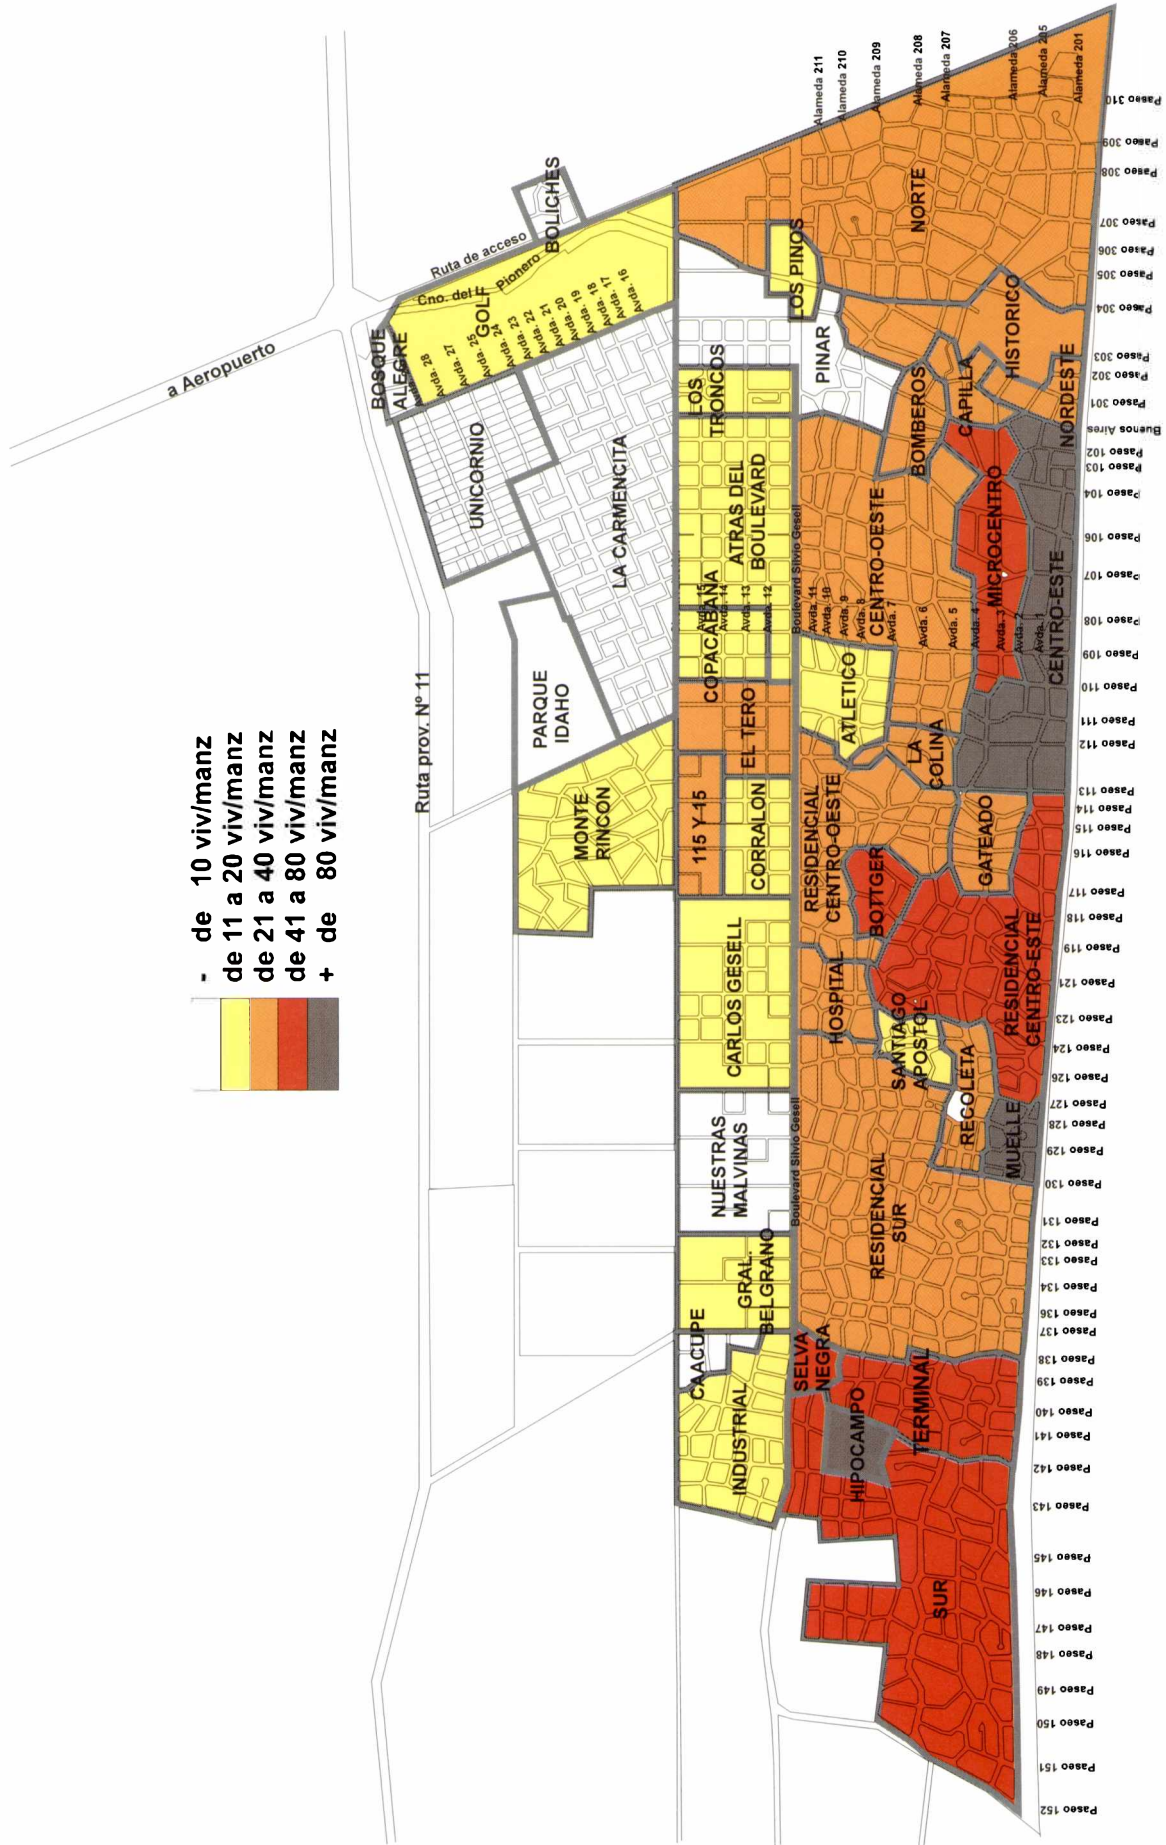 - de 10 viv/manz
de 11 a 20 viv/manz
de 21 a 40 viv/manz
de 41 a 80 viv/manz
+ de 80 viv/manz
a Aeropuerto
Ruta prov. Nº 11
Ruta de acceso
Cno. del
Pionero
BOSQUE
ALEGRE
GOLF
BOLICHES
UNICORNIO
LA CARMENCITA
PARQUE
IDAHO
MONTE
RINCON
Avda. 28
Avda. 27
Avda. 25
Avda. 24
Avda. 23
Avda. 22
Avda. 21
Avda. 20
Avda. 19
Avda. 18
Avda. 17
Avda. 16
LOS
TRONCOS
ATRAS DEL
BOULEVARD
COPACABANA
EL TERO
115 Y 15
CORRALON
CARLOS GESELL
NUESTRAS
MALVINAS
GRAL.
BELGRANO
CAACUPE
INDUSTRIAL
Avda. 15
Avda. 14
Avda. 13
Avda. 12
Boulevard Silvio Gesell
Boulevard Silvio Gesell
Avda. 11
Avda. 10
Avda. 9
Avda. 8
Avda. 7
Avda. 6
Avda. 5
Avda. 4
Avda. 3
Avda. 2
Avda. 1
LOS PINOS
PINAR
NORTE
HISTORICO
NORDESTE
CAPILLA
BOMBEROS
CENTRO-OESTE
MICROCENTRO
CENTRO-ESTE
ATLETICO
LA
COLINA
RESIDENCIAL
CENTRO-OESTE
BOTTGER
GATEADO
HOSPITAL
RESIDENCIAL
CENTRO-ESTE
SANTIAGO
APOSTOL
RECOLETA
MUELLE
RESIDENCIAL
SUR
SELVA
NEGRA
TERMINAL
HIPOCAMPO
SUR
Alameda 211
Alameda 210
Alameda 209
Alameda 208
Alameda 207
Alameda 206
Alameda 205
Alameda 201
Paseo 310
Paseo 309
Paseo 308
Paseo 307
Paseo 306
Paseo 305
Paseo 304
Paseo 303
Paseo 302
Paseo 301
Buenos Aires
Paseo 102
Paseo 103
Paseo 104
Paseo 106
Paseo 107
Paseo 108
Paseo 109
Paseo 110
Paseo 111
Paseo 112
Paseo 113
Paseo 114
Paseo 115
Paseo 116
Paseo 117
Paseo 118
Paseo 119
Paseo 121
Paseo 123
Paseo 124
Paseo 126
Paseo 127
Paseo 128
Paseo 129
Paseo 130
Paseo 131
Paseo 132
Paseo 133
Paseo 134
Paseo 136
Paseo 137
Paseo 138
Paseo 139
Paseo 140
Paseo 141
Paseo 142
Paseo 143
Paseo 145
Paseo 146
Paseo 147
Paseo 148
Paseo 149
Paseo 150
Paseo 151
Paseo 152